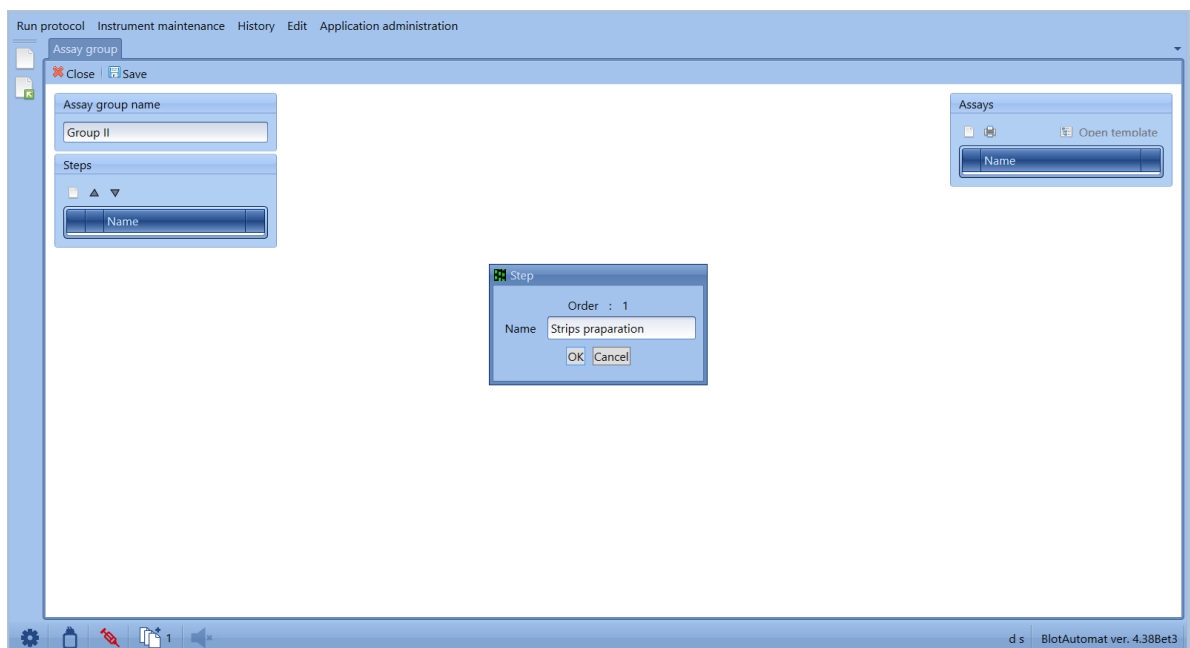 Run protocol Instrument maintenance History Edit Application administration
Assay group
Close Save
Assay group name
Group II
Steps
Name
Assays
Open template
Name
Step
Order : 1
Name Strips praparation
OK Cancel
1
d s BlotAutomat ver. 4.38Bet3